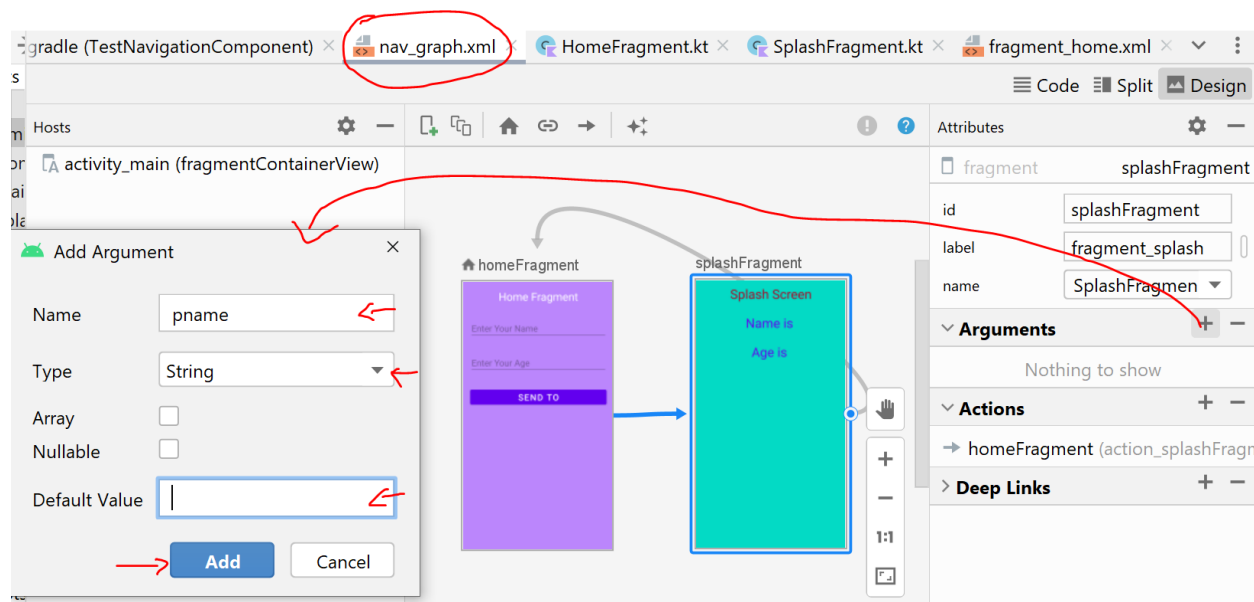 gradle (TestNavigationComponent)
nav_graph.xml
HomeFragment.kt
SplashFragment.kt
fragment_home.xml
Code
Split
Design
Hosts
activity_main (fragmentContainerView)
Add Argument
Name
pname
Type
String
Array
Nullable
Default Value
Add
Cancel
homeFragment
Home Fragment
Enter Your Name
Enter Your Age
SEND TO
splashFragment
Splash Screen
Name is
Age is
1:1
Attributes
fragment
splashFragment
id
splashFragment
label
fragment_splash
name
SplashFragmen
Arguments
Nothing to show
Actions
homeFragment (action_splashFragr
Deep Links